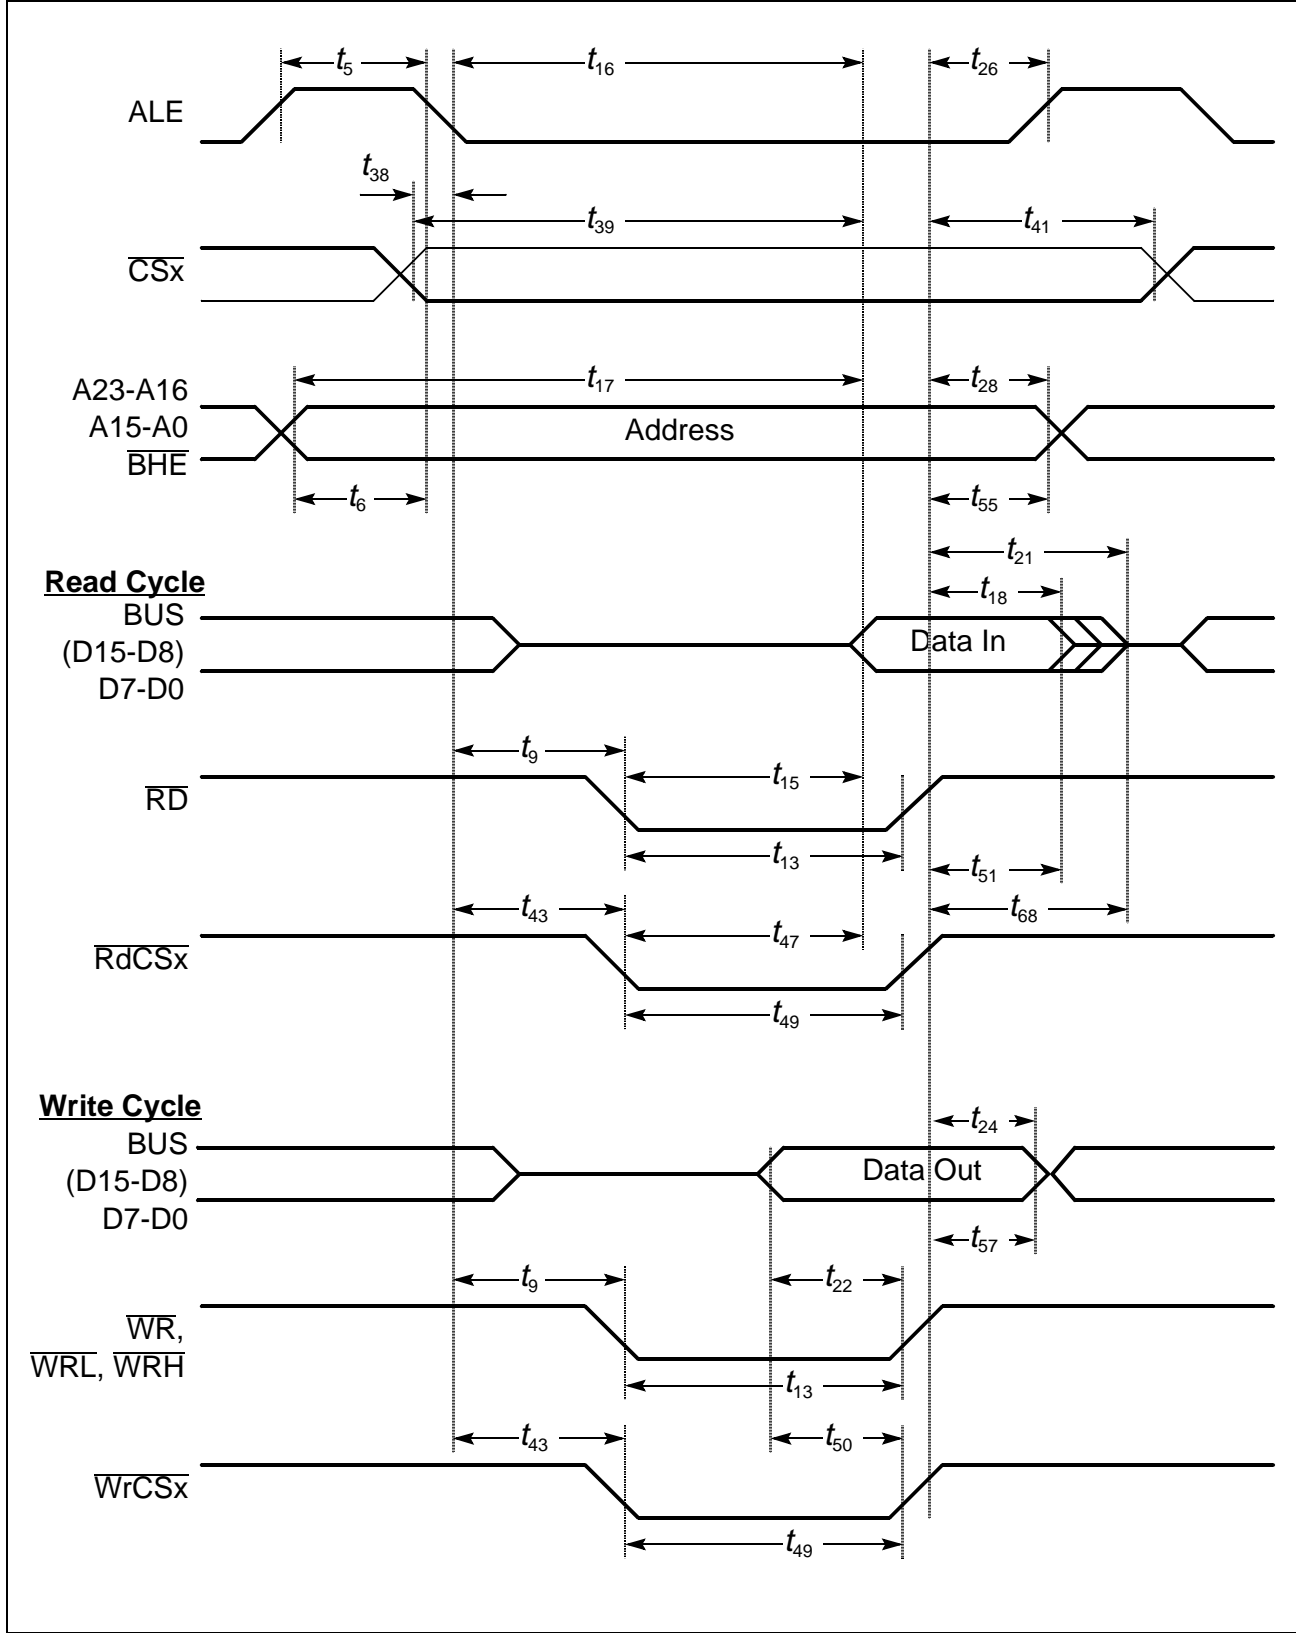 t5
t16
t26
ALE
t38
t39
t41
CSx
A23-A16
t17
t28
A15-A0
Address
BHE
t6
t55
t21
Read Cycle
t18
BUS
Data In
(D15-D8)
D7-D0
t9
t15
RD
t13
t51
t43
t68
t47
RdCSx
t49
Write Cycle
t24
BUS
Data Out
(D15-D8)
D7-D0
t57
t9
t22
WR,
WRL, WRH
t13
t43
t50
WrCSx
t49